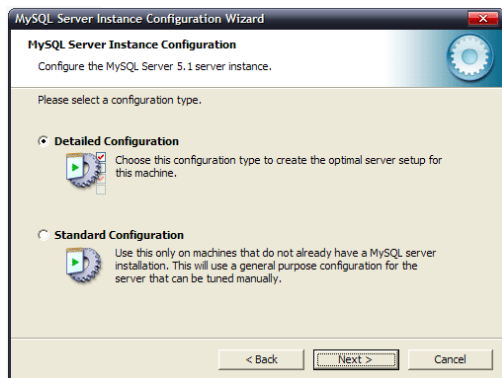 MySQL Server Instance Configuration Wizard
MySQL Server Instance Configuration
Configure the MySQL Server 5.1 server instance.
Please select a configuration type.
Detailed Configuration
Choose this configuration type to create the optimal server setup for
this machine.
Standard Configuration
Use this only on machines that do not already have a MySQL server
installation. This will use a general purpose configuration for the
server that can be tuned manually.
< Back
Next >
Cancel